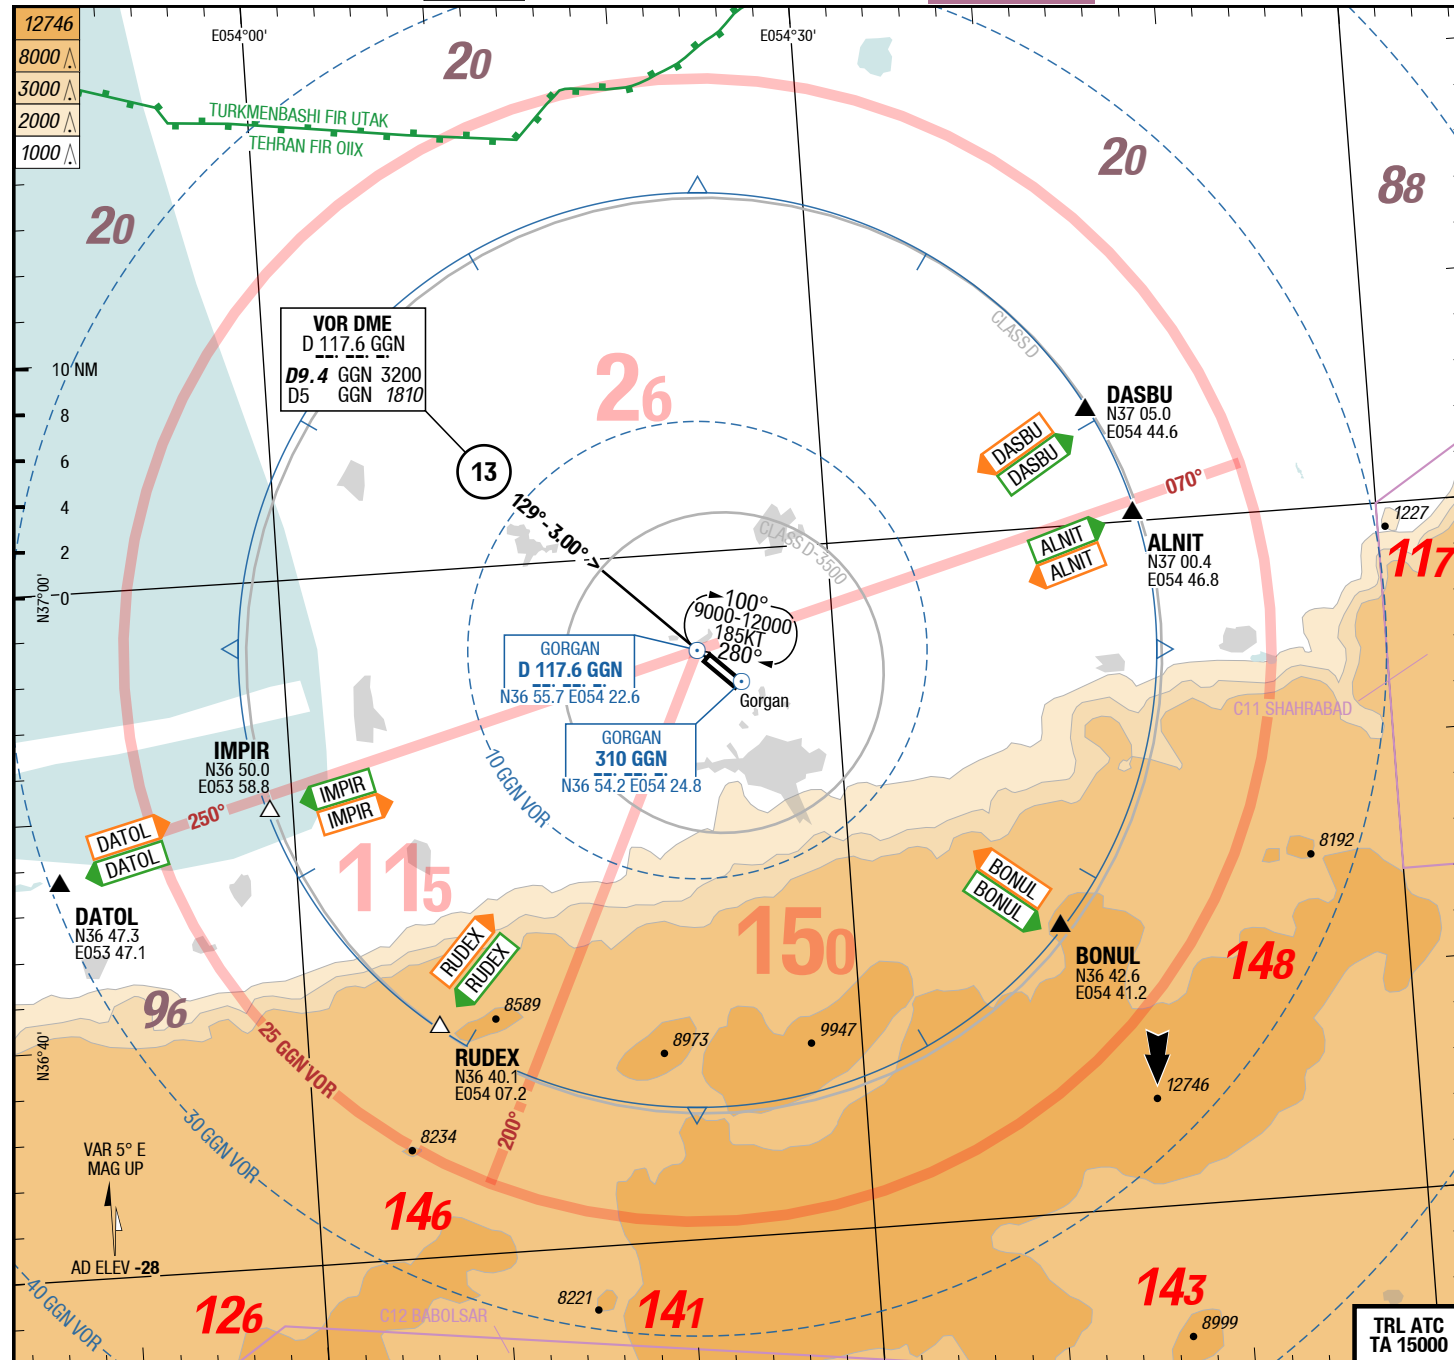 12746
8000
3000
2000
1000
E054°00'
E054°30'
20
20
20
88
TURKMENBASHI FIR UTAK
TEHRAN FIR OIIX
VOR DME
D 117.6 GGN
D9.4 GGN 3200
D5 GGN 1810
13
26
CLASS D
DASBU
N37 05.0
E054 44.6
DASBU
DASBU
10 NM
8
6
4
2
0
N37°00'
129°- 3.00° >
CLASS D-3500
070°
ALNIT
ALNIT
ALNIT
N37 00.4
E054 46.8
1227
117
100°
9000-12000
185KT
280°
GORGAN
D 117.6 GGN
N36 55.7 E054 22.6
Gorgan
GORGAN
310 GGN
N36 54.2 E054 24.8
C11 SHAHRABAD
IMPIR
N36 50.0
E053 58.8
IMPIR
IMPIR
250°
DATOL
DATOL
DATOL
N36 47.3
E053 47.1
10 GGN VOR
115
8192
BONUL
BONUL
BONUL
N36 42.6
E054 41.2
150
148
RUDEX
RUDEX
RUDEX
N36 40.1
E054 07.2
8589
8973
9947
12746
96
N36°40'
25 GGN VOR
200°
30 GGN VOR
8234
VAR 5° E
MAG UP
146
AD ELEV -28
40 GGN VOR
126
C12 BABOLSAR
8221
141
143
8999
TRL ATC
TA 15000